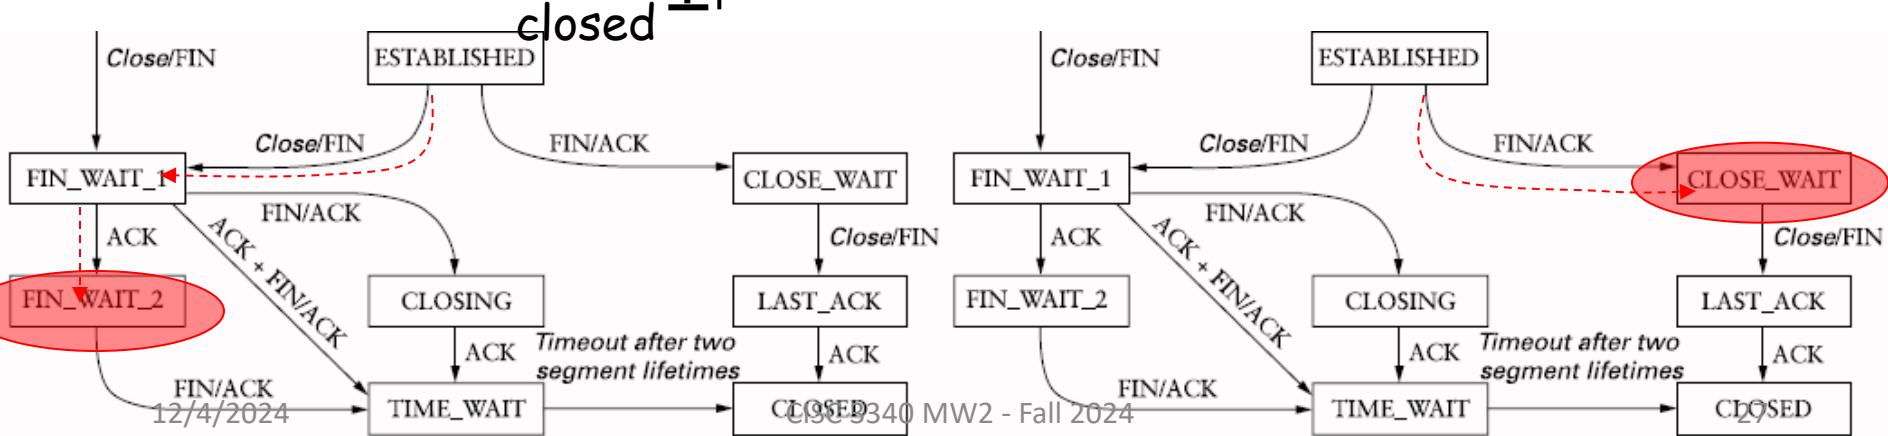 closed
Close/FIN
ESTABLISHED
Close/FIN
FIN/ACK
FIN_WAIT_1
CLOSE_WAIT
FIN/ACK
ACK
ACK + FIN/ACK
Close/FIN
FIN_WAIT_2
CLOSING
LAST_ACK
ACK
Timeout after two
segment lifetimes
ACK
FIN/ACK
TIME_WAIT
CLOSED
Close/FIN
ESTABLISHED
Close/FIN
FIN/ACK
FIN_WAIT_1
CLOSE_WAIT
FIN/ACK
ACK
ACK + FIN/ACK
Close/FIN
FIN_WAIT_2
CLOSING
LAST_ACK
ACK
Timeout after two
segment lifetimes
ACK
FIN/ACK
TIME_WAIT
CLOSED
12/4/2024
CISC 3340 MW2 - Fall 2024
27